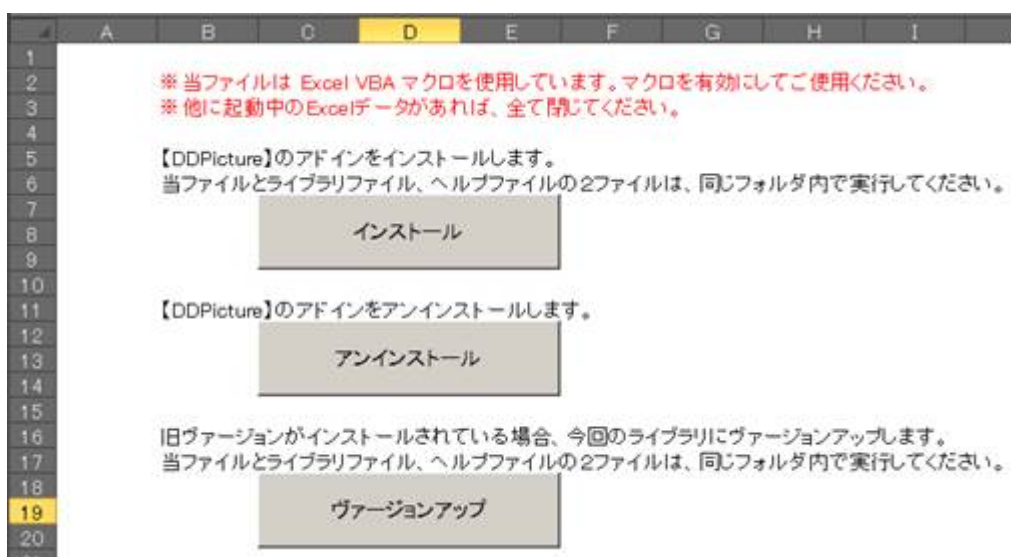 A B C D E F G H I
1
2 ※当ファイルは Excel VBA マクロを使用しています。マクロを有効にしてご使用ください。
3 ※他に起動中のExcelデータがあれば、全て閉じてください。
4
5 【DDPicture】のアドインをインストールします。
6 当ファイルとライブラリファイル、ヘルプファイルの2ファイルは、同じフォルダ内で実行してください。
7
8 インストール
9
10
11 【DDPicture】のアドインをアンインストールします。
12
13 アンインストール
14
15
16 旧ヴァージョンがインストールされている場合、今回のライブラリにヴァージョンアップします。
17 当ファイルとライブラリファイル、ヘルプファイルの2ファイルは、同じフォルダ内で実行してください。
18
19 ヴァージョンアップ
20